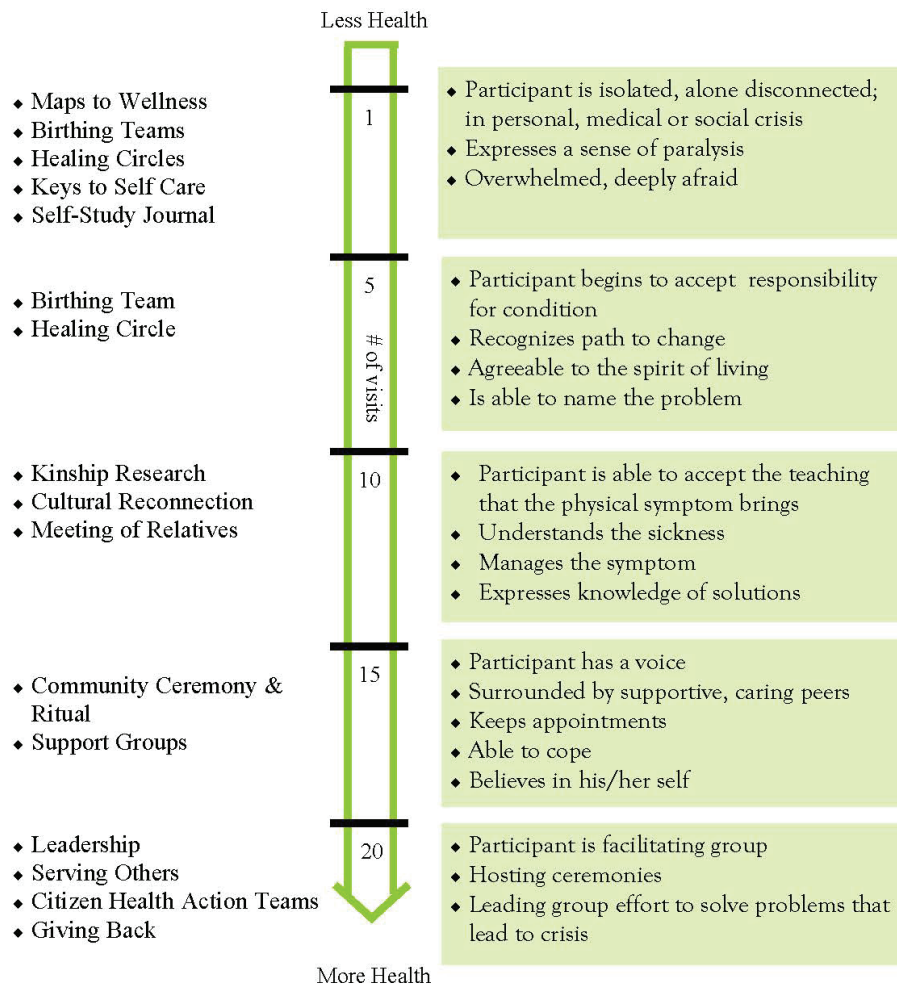 Less Health
◆ Maps to Wellness
◆ Birthing Teams
◆ Healing Circles
◆ Keys to Self Care
◆ Self-Study Journal
1
◆ Participant is isolated, alone disconnected;
in personal, medical or social crisis
◆ Expresses a sense of paralysis
◆ Overwhelmed, deeply afraid
◆ Birthing Team
◆ Healing Circle
5
# of visits
◆ Participant begins to accept responsibility
for condition
◆ Recognizes path to change
◆ Agreeable to the spirit of living
◆ Is able to name the problem
◆ Kinship Research
◆ Cultural Reconnection
◆ Meeting of Relatives
10
◆ Participant is able to accept the teaching
that the physical symptom brings
◆ Understands the sickness
◆ Manages the symptom
◆ Expresses knowledge of solutions
◆ Community Ceremony &
Ritual
◆ Support Groups
15
◆ Participant has a voice
◆ Surrounded by supportive, caring peers
◆ Keeps appointments
◆ Able to cope
◆ Believes in his/her self
◆ Leadership
◆ Serving Others
◆ Citizen Health Action Teams
◆ Giving Back
20
◆ Participant is facilitating group
◆ Hosting ceremonies
◆ Leading group effort to solve problems that
lead to crisis
More Health